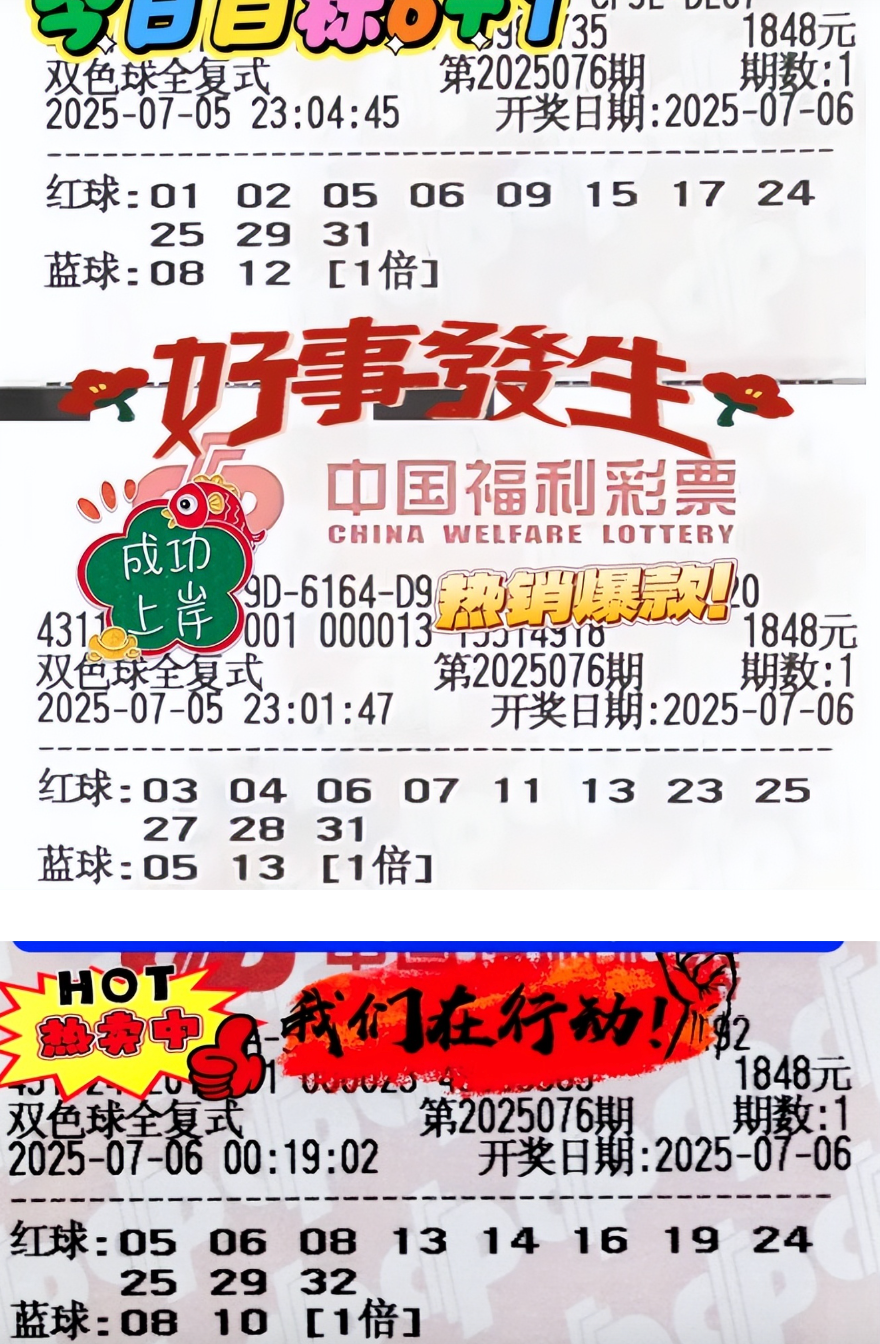 今日目标6+1
1848元
双色球全复式 第2025076期 期数:1
2025-07-05 23:04:45 开奖日期:2025-07-06
红球:01 02 05 06 09 15 17 24
25 29 31
蓝球:08 12 [1倍]
好事發生
中国福利彩票
CHINA WELFARE LOTTERY
成功
上岸
热销爆款!
9D-6164-D9
001 000013 1848元
双色球全复式 第2025076期 期数:1
2025-07-05 23:01:47 开奖日期:2025-07-06
红球:03 04 06 07 11 13 23 25
27 28 31
蓝球:05 13 [1倍]
HOT
热卖中
我们在行动!
1848元
双色球全复式 第2025076期 期数:1
2025-07-06 00:19:02 开奖日期:2025-07-06
红球:05 06 08 13 14 16 19 24
25 29 32
蓝球:08 10 [1倍]